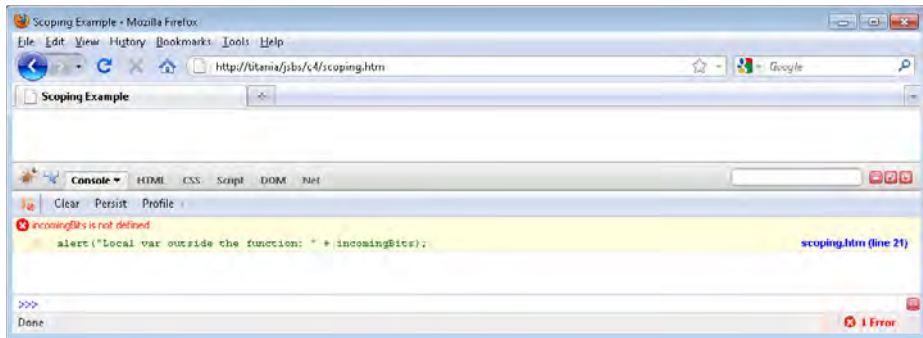 Scoping Example - Mozilla Firefox
File Edit View History Bookmarks Tools Help
http://titania/jsbs/c4/scoping.htm
Google
Scoping Example
Console HTML CSS Script DOM Net
Clear Persist Profile
incomingBits is not defined
alert("Local var outside the function: " + incomingBits);
scoping.htm (line 21)
>>>
Done
1 Error